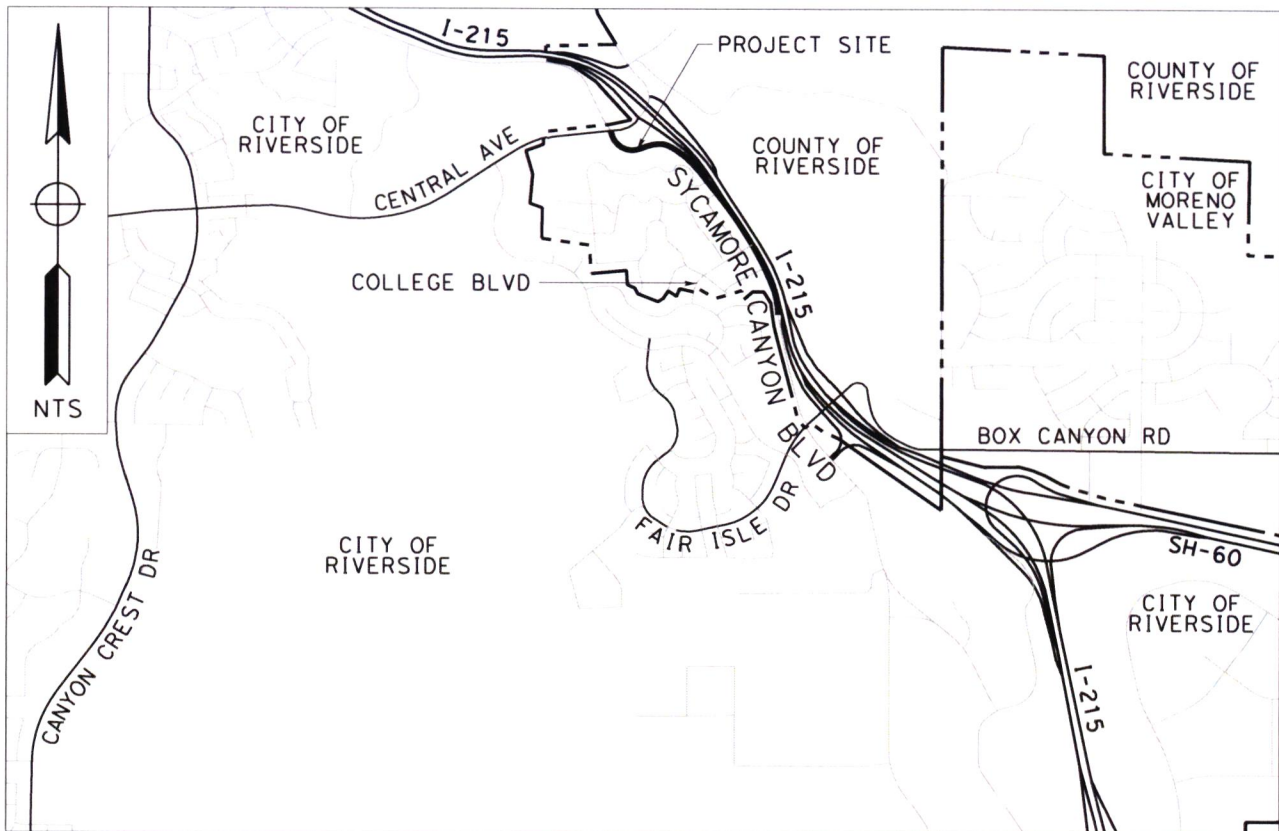 I-215
PROJECT SITE
COUNTY OF
RIVERSIDE
CITY OF
RIVERSIDE
CENTRAL AVE
COUNTY OF
RIVERSIDE
CITY OF
MORENO
VALLEY
SYCAMORE CANYON BLVD
I-215
COLLEGE BLVD
NTS
BOX CANYON RD
FAIR ISLE DR
CITY OF
RIVERSIDE
SH-60
CANYON CREST DR
CITY OF
RIVERSIDE
I-215